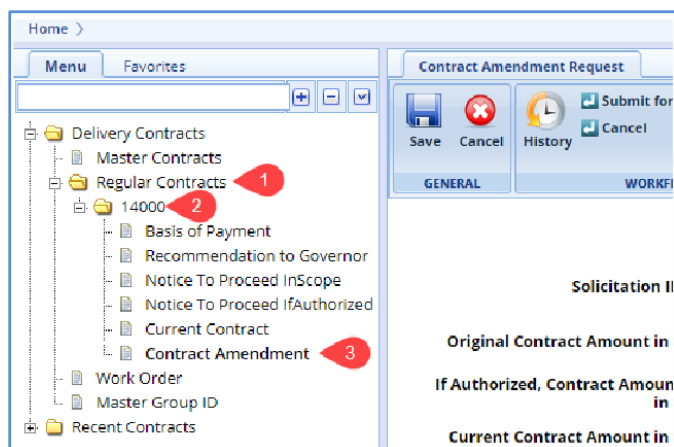 Home
Menu
Favorites
Delivery Contracts
Master Contracts
Regular Contracts
1
14000
2
Basis of Payment
Recommendation to Governor
Notice To Proceed InScope
Notice To Proceed IfAuthorized
Current Contract
Contract Amendment
3
Work Order
Master Group ID
Recent Contracts
Contract Amendment Request
Save
Cancel
History
Submit for
Cancel
GENERAL
WORKF
Solicitation I
Original Contract Amount in
If Authorized, Contract Amoun
in
Current Contract Amount in